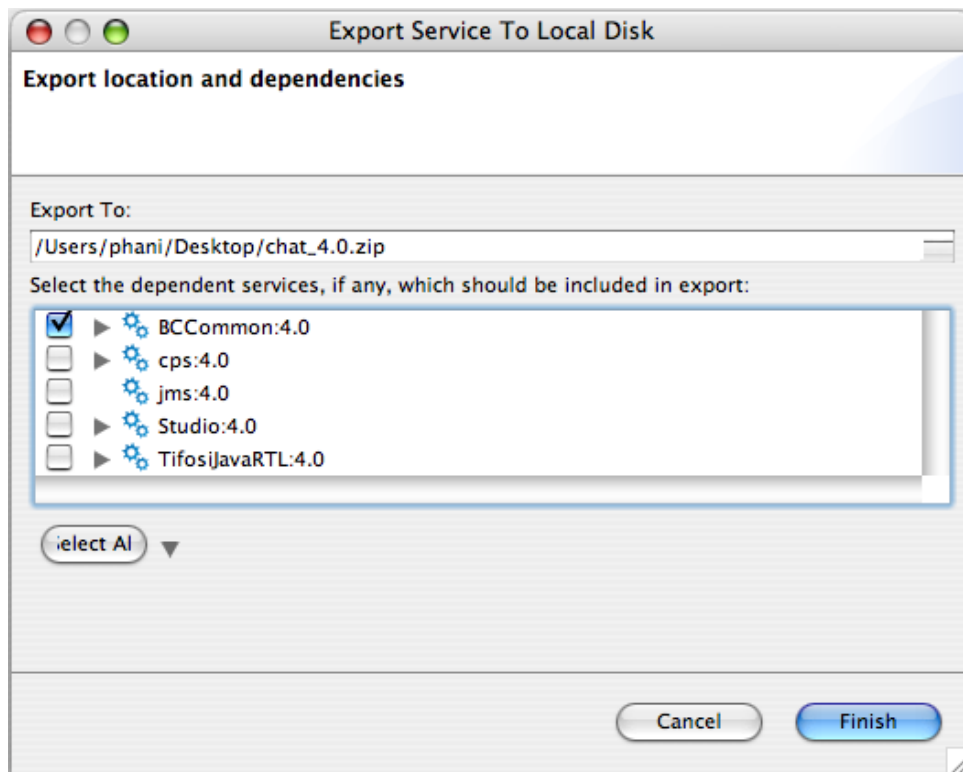 Export Service To Local Disk
Export location and dependencies
Export To:
/Users/phani/Desktop/chat_4.0.zip
Select the dependent services, if any, which should be included in export:
BCCommon:4.0
cps:4.0
jms:4.0
Studio:4.0
TifosiJavaRTL:4.0
elect Al
Cancel
Finish